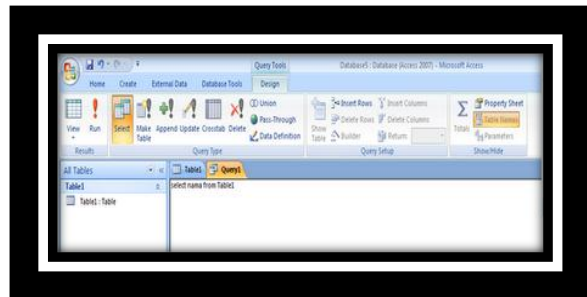 Query Tools Database5 : Database (Access 2007) - Microsoft Access
Home Create External Data Database Tools Design
View Run Select Make Table Append Update Crosstab Delete
Union
Pass-Through
Data Definition
Show Table
Insert Rows
Delete Rows
Builder
Insert Columns
Delete Columns
Return:
Totals
Property Sheet
Table Names
Parameters
Results Query Type Query Setup Show/Hide
All Tables « Table1 Query1
Table1
Table1 : Table
select nama from Table1